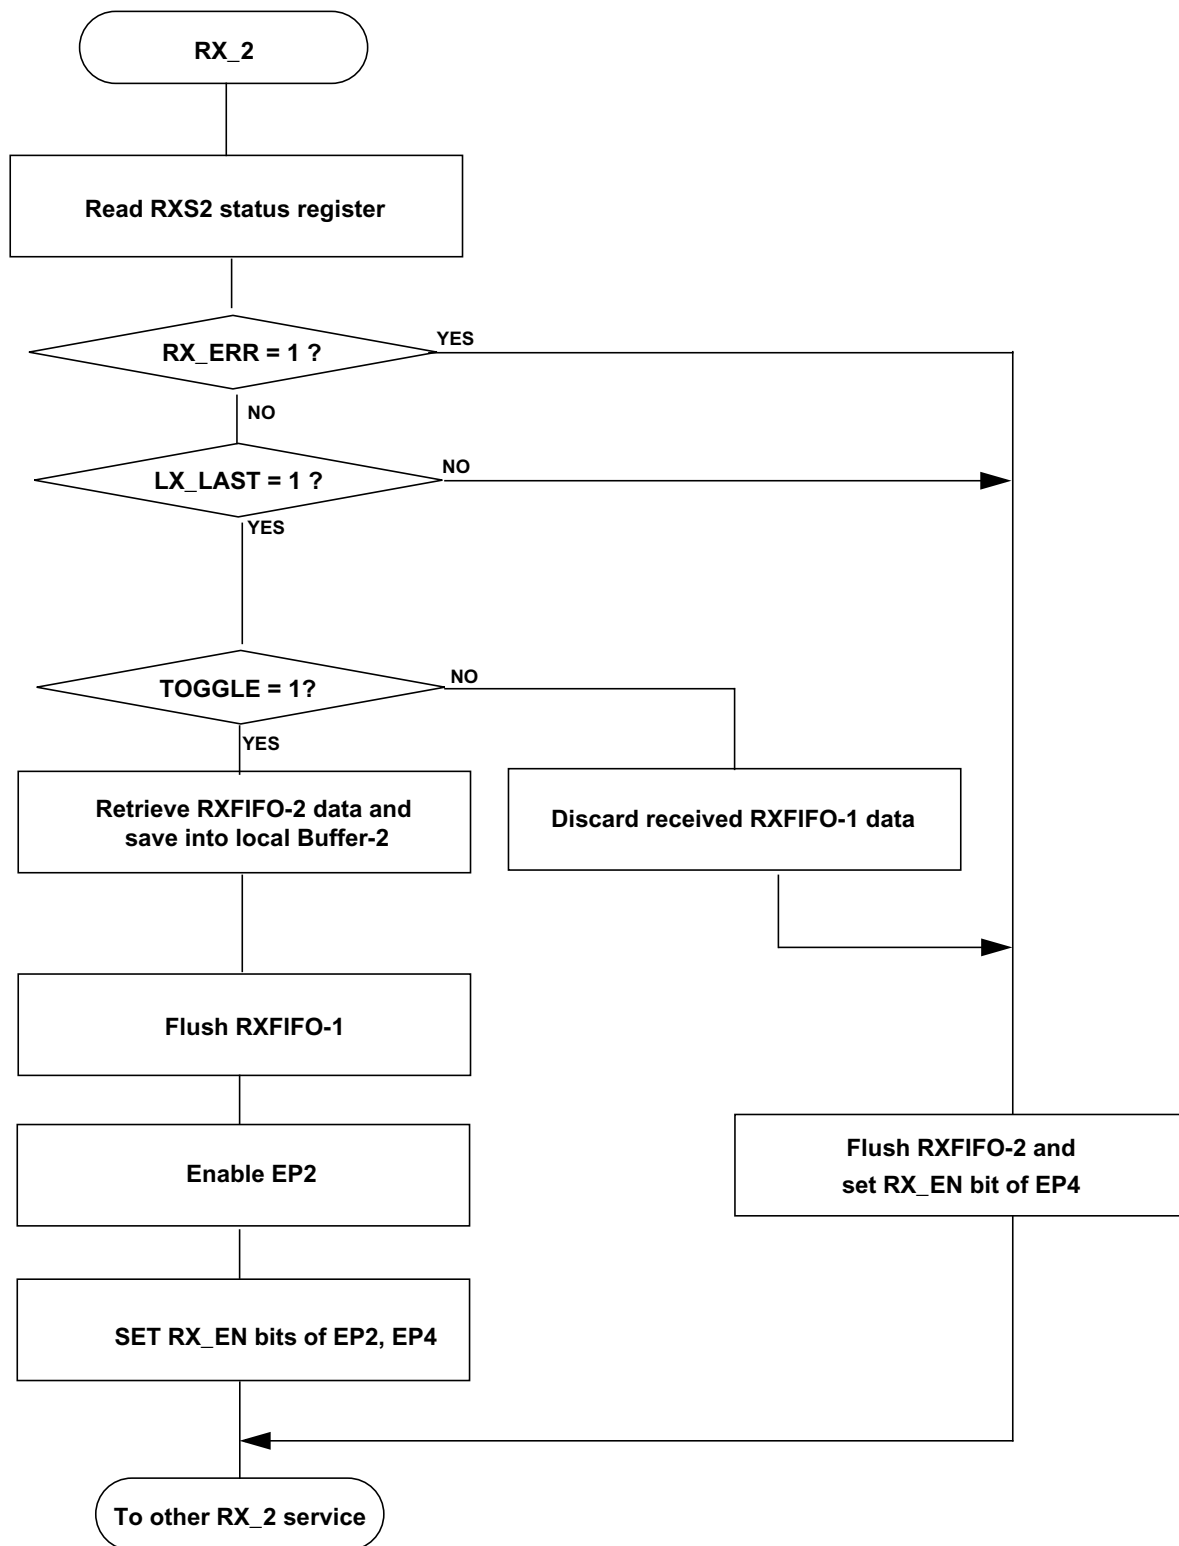 RX_2
Read RXS2 status register
YES
RX_ERR = 1 ?
NO
LX_LAST = 1 ?
NO
YES
TOGGLE = 1?
NO
YES
Retrieve RXFIFO-2 data and
save into local Buffer-2
Discard received RXFIFO-1 data
Flush RXFIFO-1
Enable EP2
Flush RXFIFO-2 and
set RX_EN bit of EP4
SET RX_EN bits of EP2, EP4
To other RX_2 service